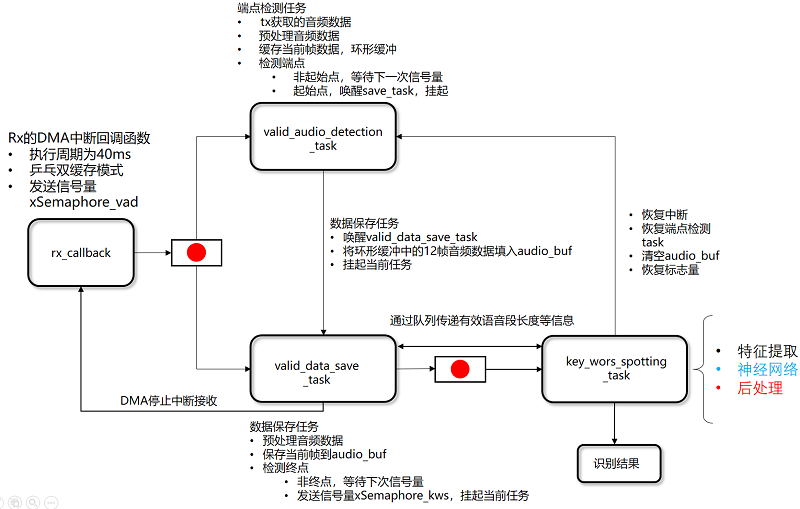 端点检测任务
• tx获取的音频数据
• 预处理音频数据
• 缓存当前帧数据，环形缓冲
• 检测端点
• 非起始点，等待下一次信号量
• 起始点，唤醒save_task，挂起
valid_audio_detection
_task
Rx的DMA中断回调函数
• 执行周期为40ms
• 乒乓双缓存模式
• 发送信号量
xSemaphore_vad
rx_callback
数据保存任务
• 唤醒valid_data_save_task
• 将环形缓冲中的12帧音频数据填入audio_buf
• 挂起当前任务
• 恢复中断
• 恢复端点检测
task
• 清空audio_buf
• 恢复标志量
通过队列传递有效语音段长度等信息
valid_data_save
_task
key_wors_spotting
_task
• 特征提取
• 神经网络
• 后处理
DMA停止中断接收
数据保存任务
• 预处理音频数据
• 保存当前帧到audio_buf
• 检测终点
• 非终点，等待下次信号量
• 发送信号量xSemaphore_kws，挂起当前任务
识别结果